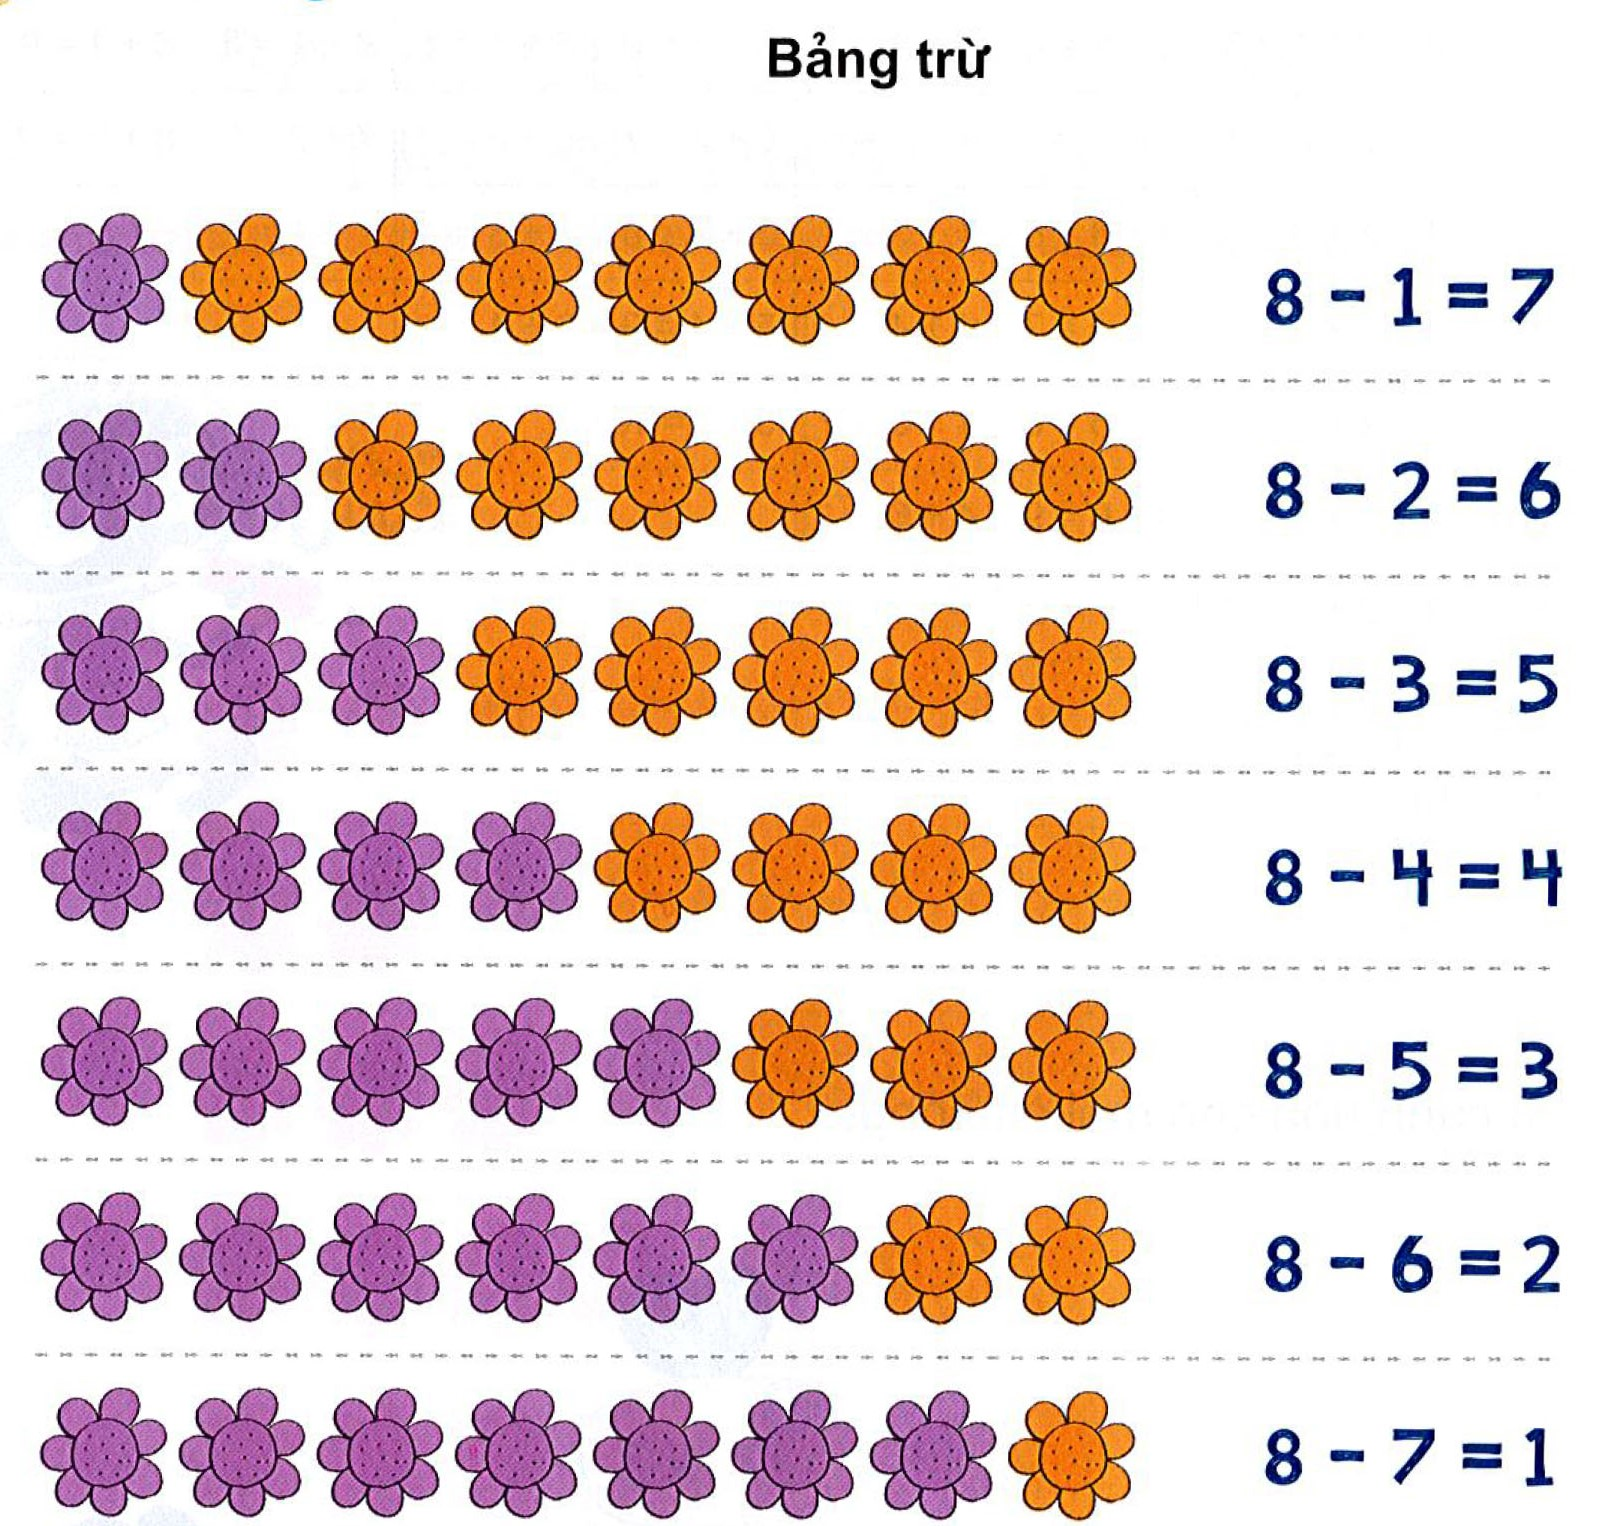 Bảng trừ
8 - 1 = 7
8 - 2 = 6
8 - 3 = 5
8 - 4 = 4
8 - 5 = 3
8 - 6 = 2
8 - 7 = 1